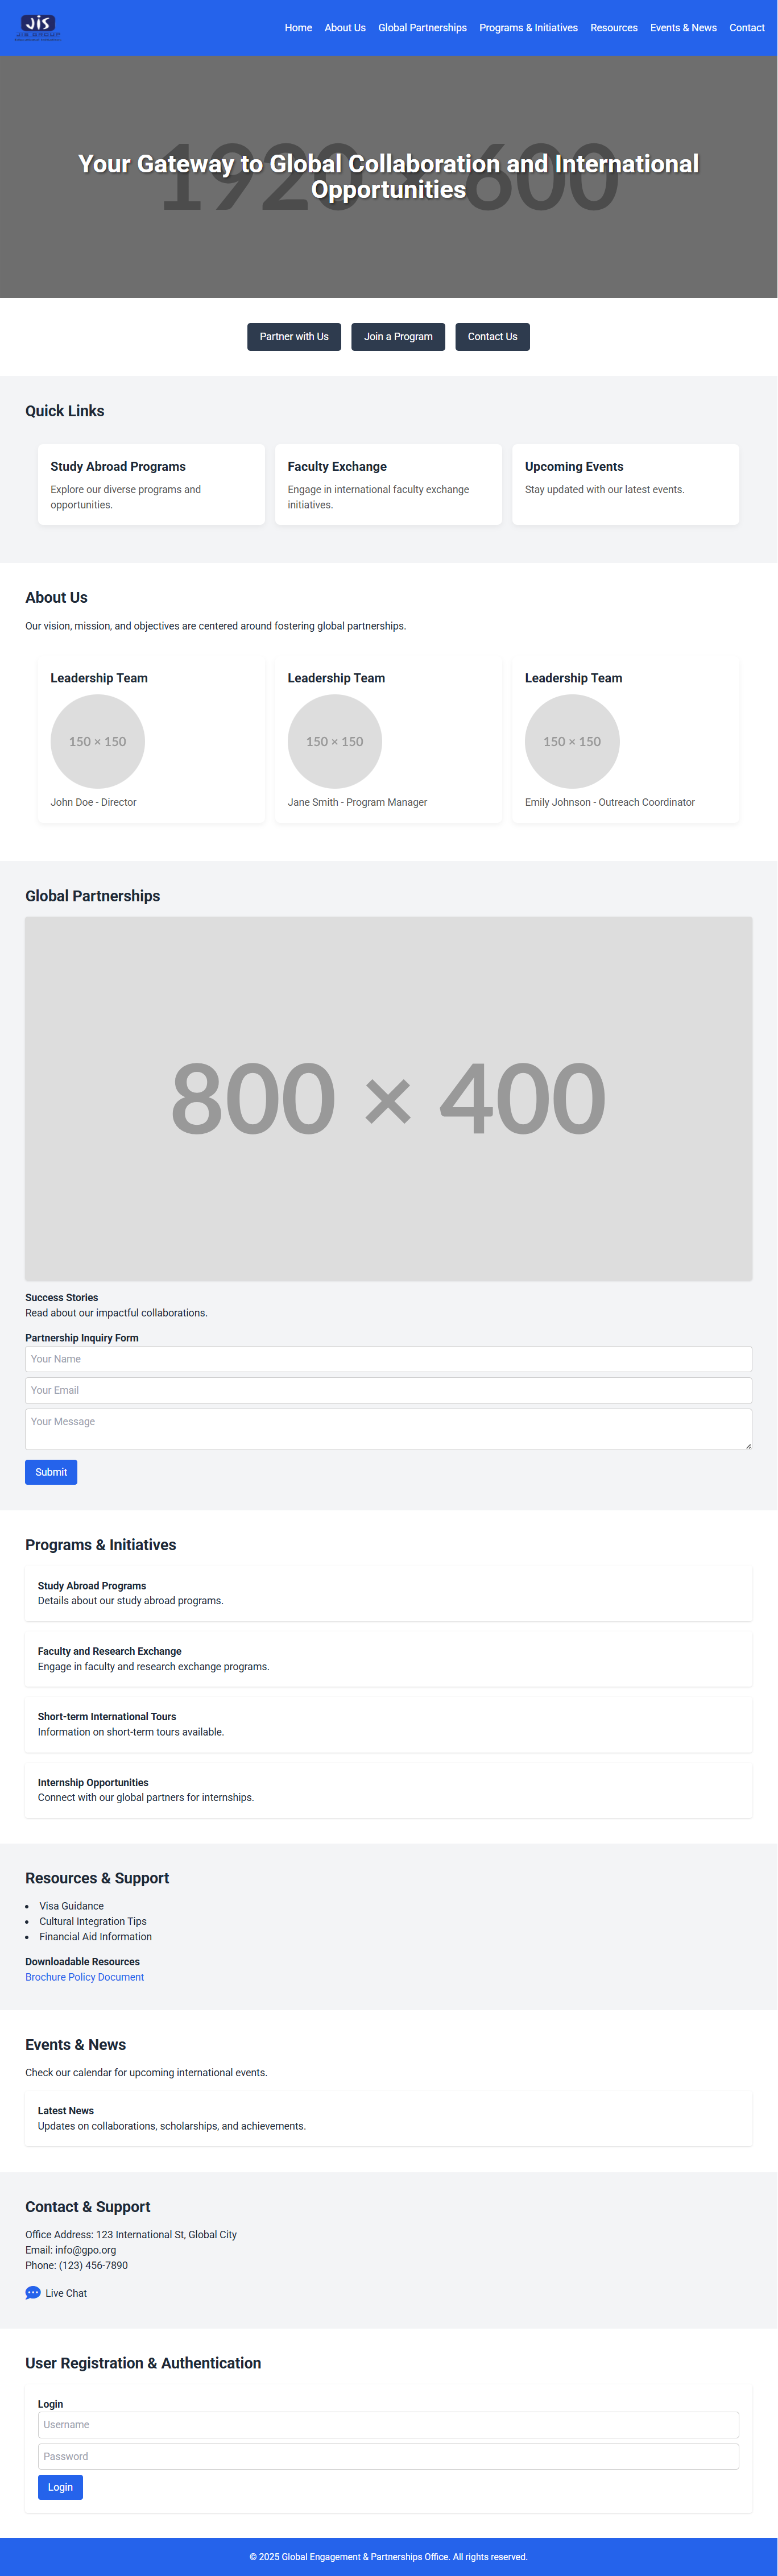 JIS
JIS GROUP
Home About Us Global Partnerships Programs & Initiatives Resources Events & News Contact
1920 × 600
Your Gateway to Global Collaboration and International
Opportunities
Partner with Us Join a Program Contact Us
Quick Links
Study Abroad Programs
Explore our diverse programs and
opportunities.
Faculty Exchange
Engage in international faculty exchange
initiatives.
Upcoming Events
Stay updated with our latest events.
About Us
Our vision, mission, and objectives are centered around fostering global partnerships.
Leadership Team
150 × 150
John Doe - Director
Leadership Team
150 × 150
Jane Smith - Program Manager
Leadership Team
150 × 150
Emily Johnson - Outreach Coordinator
Global Partnerships
800 × 400
Success Stories
Read about our impactful collaborations.
Partnership Inquiry Form
Your Name
Your Email
Your Message
Submit
Programs & Initiatives
Study Abroad Programs
Details about our study abroad programs.
Faculty and Research Exchange
Engage in faculty and research exchange programs.
Short-term International Tours
Information on short-term tours available.
Internship Opportunities
Connect with our global partners for internships.
Resources & Support
• Visa Guidance
• Cultural Integration Tips
• Financial Aid Information
Downloadable Resources
Brochure Policy Document
Events & News
Check our calendar for upcoming international events.
Latest News
Updates on collaborations, scholarships, and achievements.
Contact & Support
Office Address: 123 International St, Global City
Email: info@gpo.org
Phone: (123) 456-7890
Live Chat
User Registration & Authentication
Login
Username
Password
Login
© 2025 Global Engagement & Partnerships Office. All rights reserved.